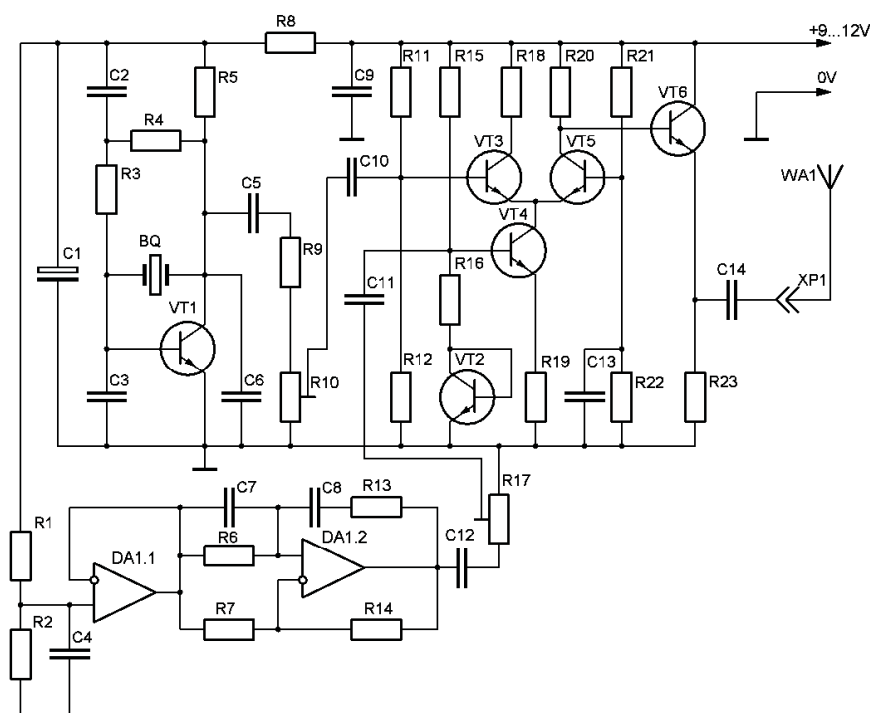 R8
+9...12V
C2
R5
C9
R11
R15
R18
R20
R21
VT6
0V
R4
VT3
VT5
C10
R3
WA1
C5
VT4
BQ
R9
C1
R16
C14
XP1
C11
VT1
R12
VT2
R19
C13
C3
C6
R10
R22
R23
C7
C8
R13
R17
R1
DA1.1
R6
DA1.2
C12
R2
C4
R7
R14